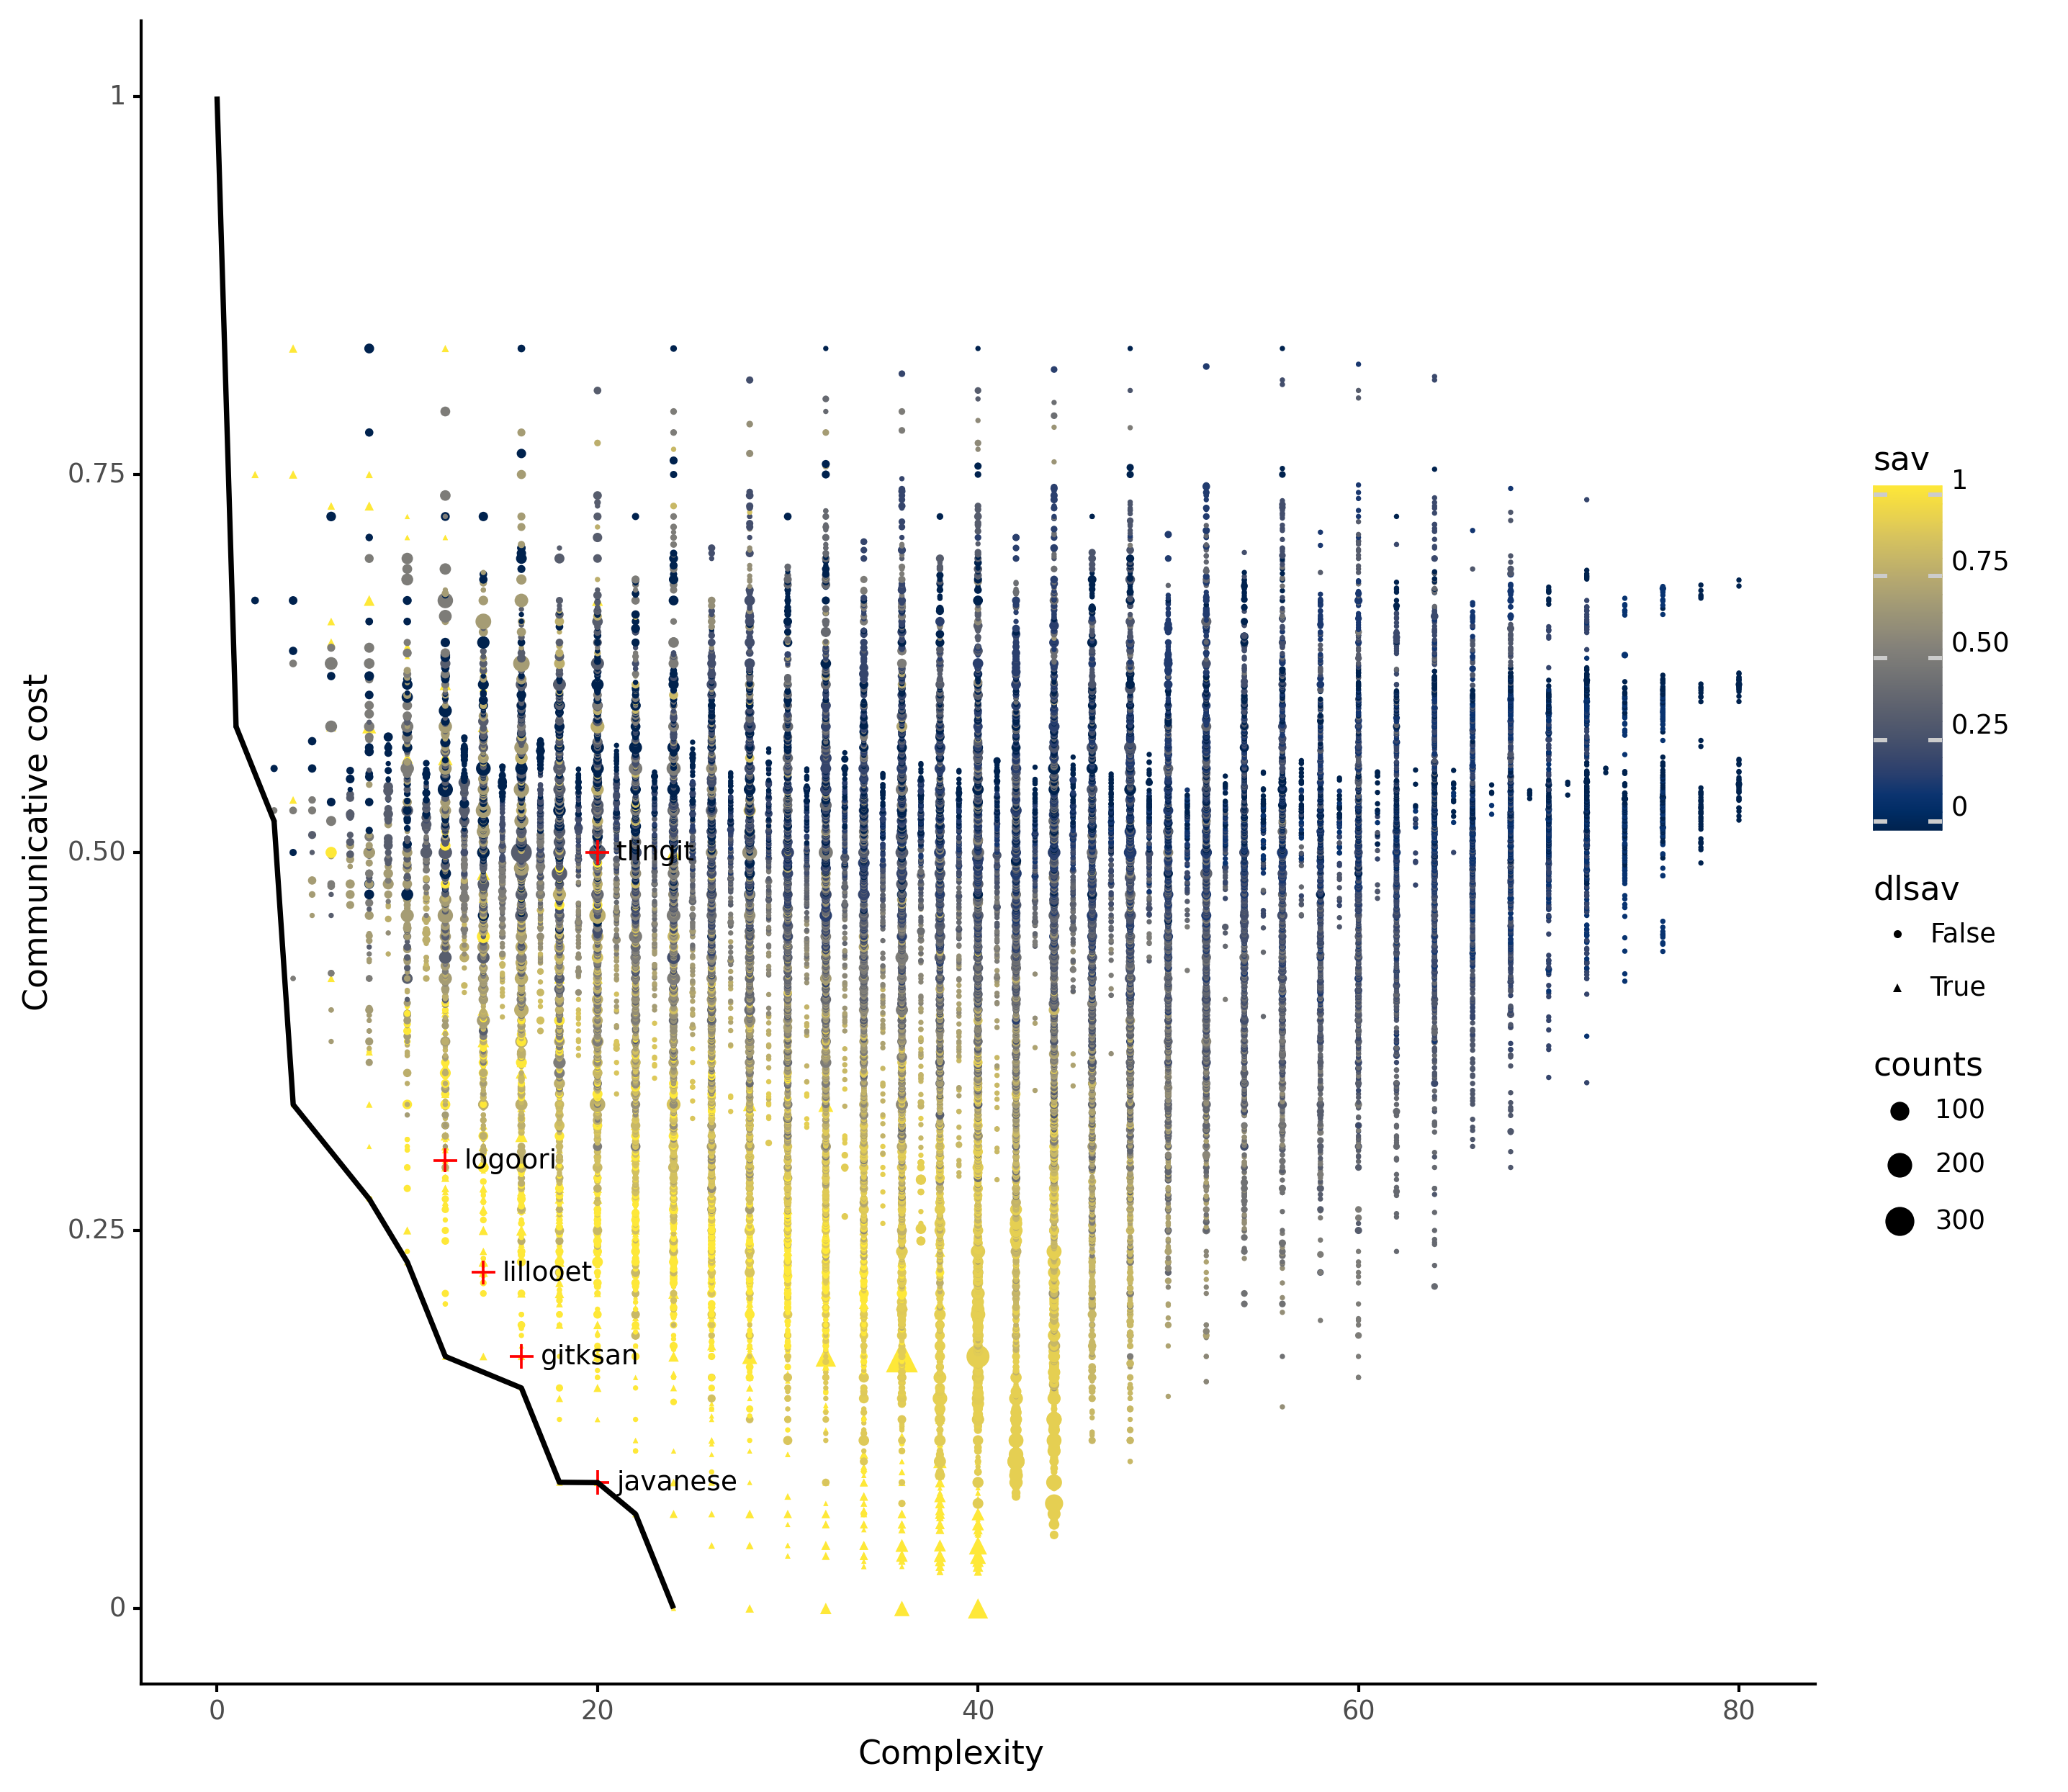 Communicative cost
1
0.75
0.50
0.25
0
0
20
40
60
80
Complexity
tlingit
logoori
lillooet
gitksan
javanese
sav
1
0.75
0.50
0.25
0
dlsav
False
True
counts
100
200
300